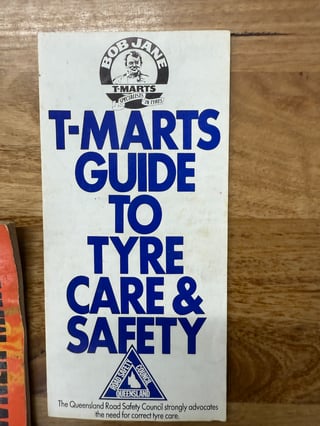 BOB JANE
T-MARTS
SPECIALISTS IN TYRES
T-MARTS
GUIDE
TO
TYRE
CARE &
SAFETY
ROAD SAFETY COUNCIL
QUEENSLAND
The Queensland Road Safety Council strongly advocates
the need for correct tyre care.